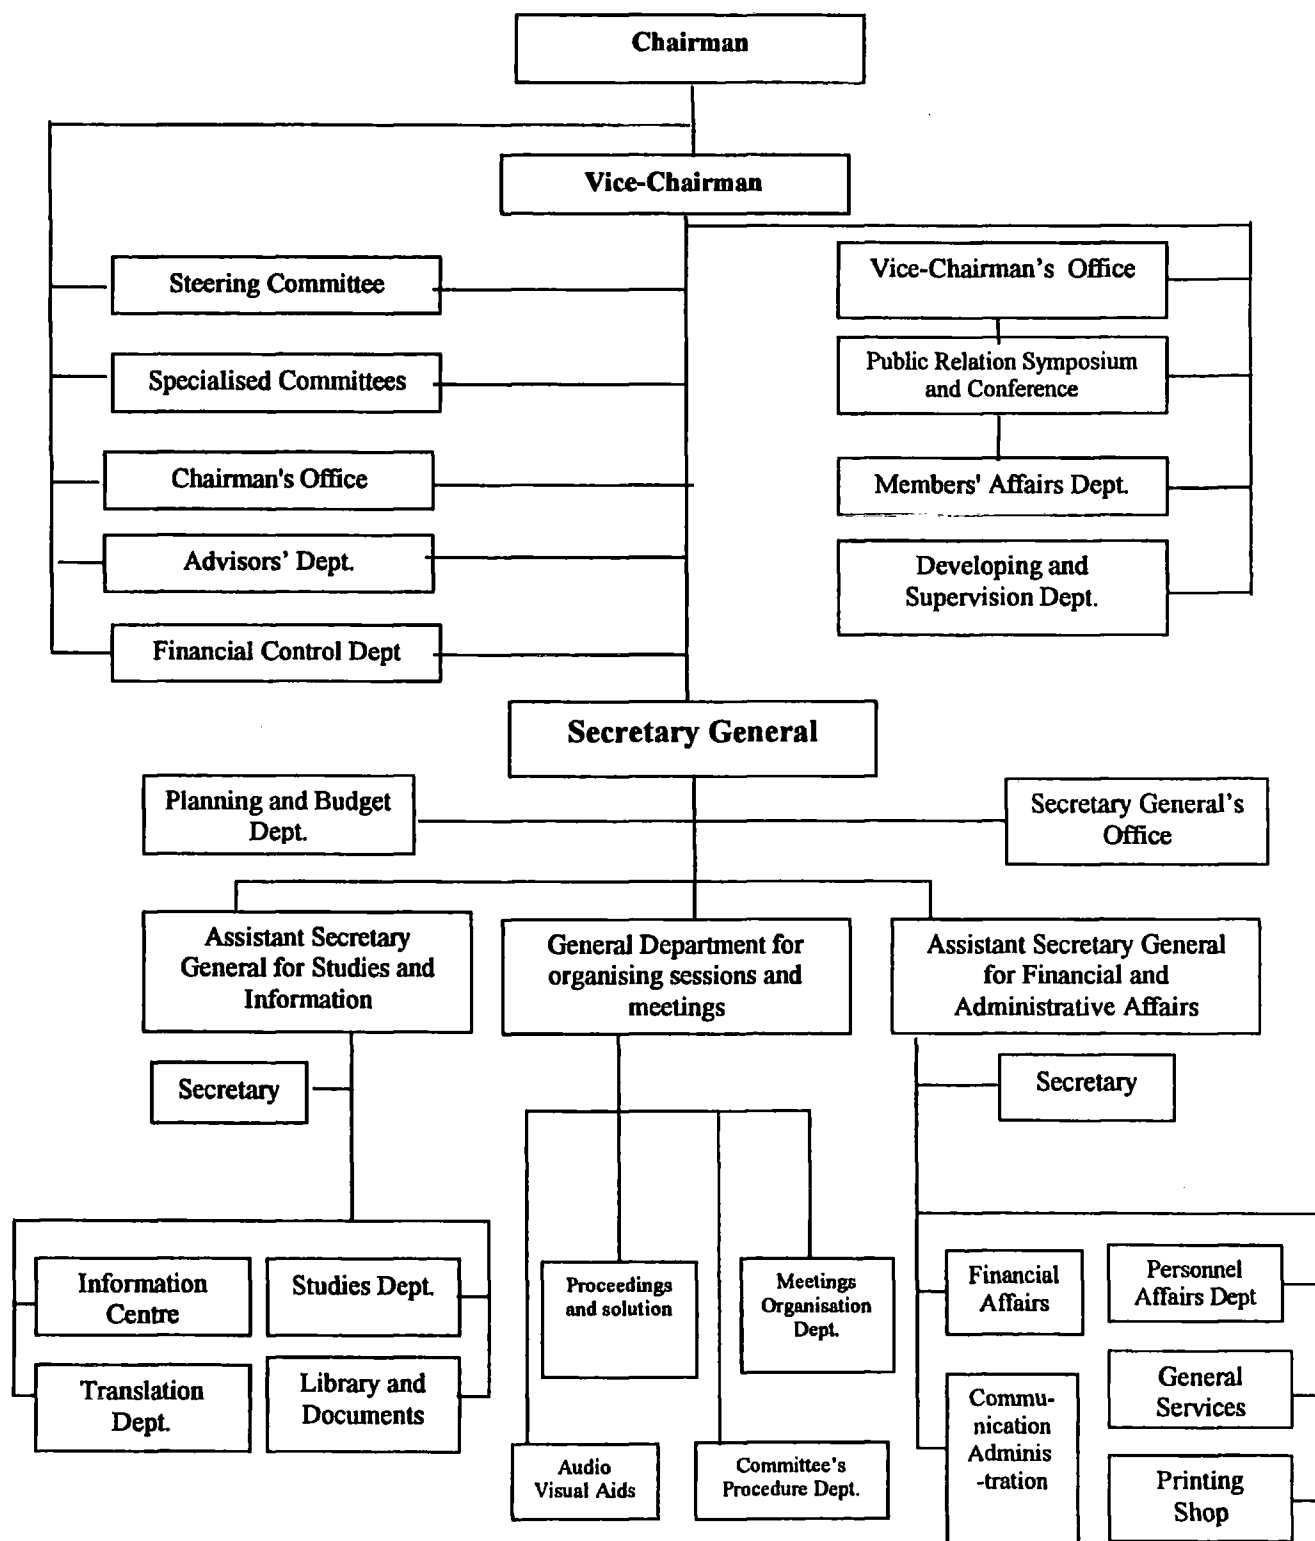 Chairman
Vice-Chairman
Steering Committee
Specialised Committees
Chairman's Office
Advisors' Dept.
Financial Control Dept
Vice-Chairman's Office
Public Relation Symposium
and Conference
Members' Affairs Dept.
Developing and
Supervision Dept.
Secretary General
Planning and Budget
Dept.
Secretary General's
Office
Assistant Secretary
General for Studies and
Information
General Department for
organising sessions and
meetings
Assistant Secretary General
for Financial and
Administrative Affairs
Secretary
Secretary
Information
Centre
Studies Dept.
Translation
Dept.
Library and
Documents
Proceedings
and solution
Meetings
Organisation
Dept.
Audio
Visual Aids
Committee's
Procedure Dept.
Financial
Affairs
Personnel
Affairs Dept
Commu-
nication
Adminis
-tration
General
Services
Printing
Shop